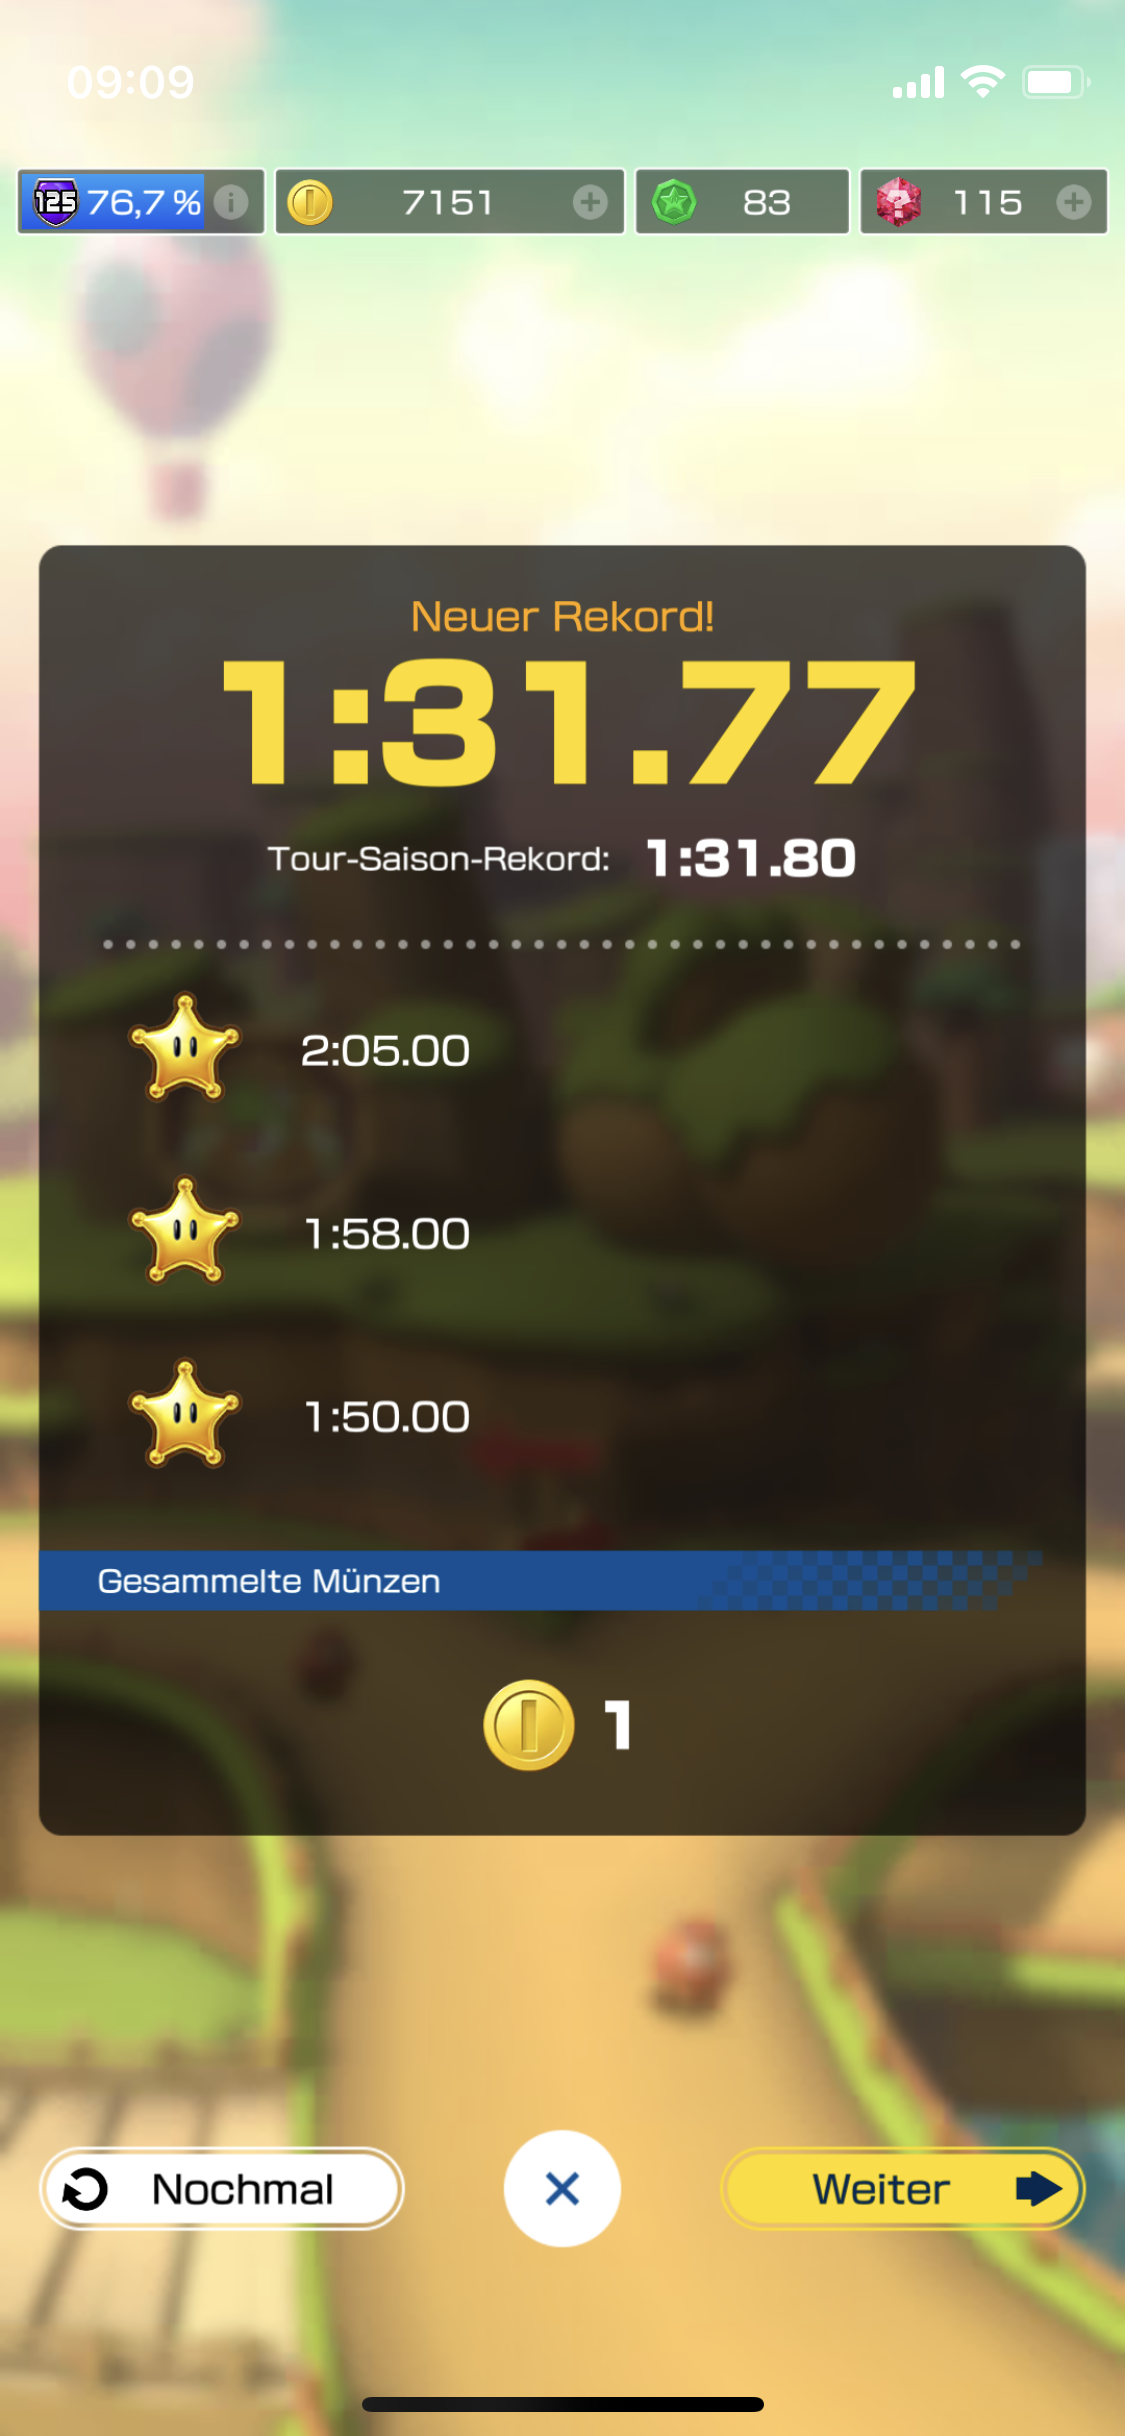 09:09
125 76,7 % i 7151 + 83 ? 115 +
Neuer Rekord!
1:31.77
Tour-Saison-Rekord: 1:31.80
2:05.00
1:58.00
1:50.00
Gesammelte Münzen
1
Nochmal × Weiter